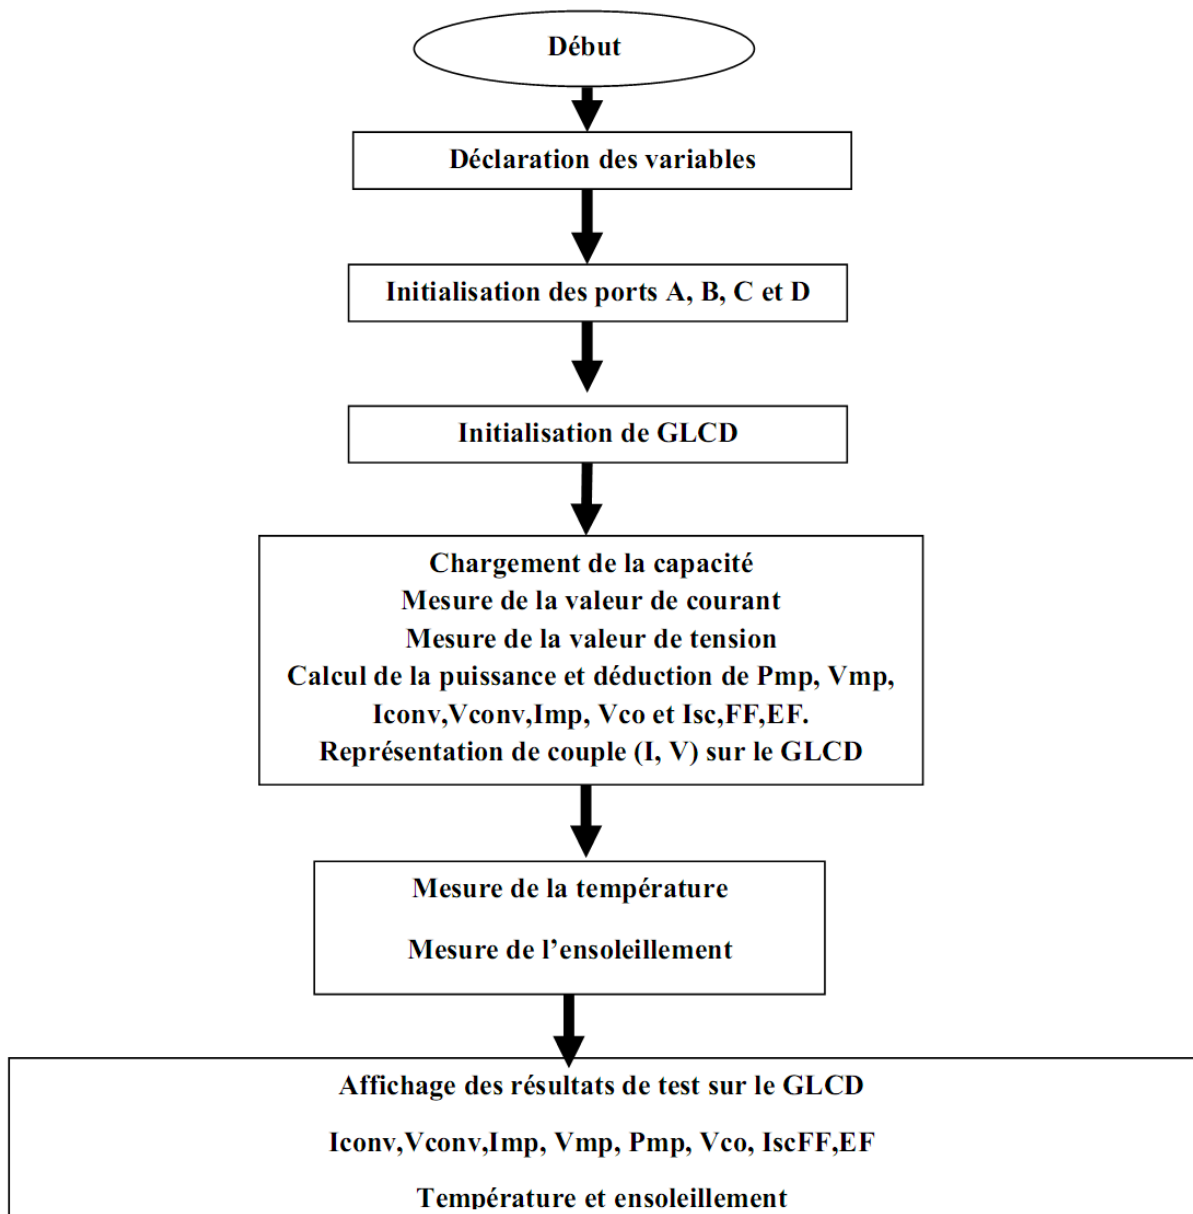 Début
Déclaration des variables
Initialisation des ports A, B, C et D
Initialisation de GLCD
Chargement de la capacité
Mesure de la valeur de courant
Mesure de la valeur de tension
Calcul de la puissance et déduction de Pmp, Vmp,
Iconv,Vconv,Imp, Vco et Isc,FF,EF.
Représentation de couple (I, V) sur le GLCD
Mesure de la température
Mesure de l’ensoleillement
Affichage des résultats de test sur le GLCD
Iconv,Vconv,Imp, Vmp, Pmp, Vco, IscFF,EF
Température et ensoleillement